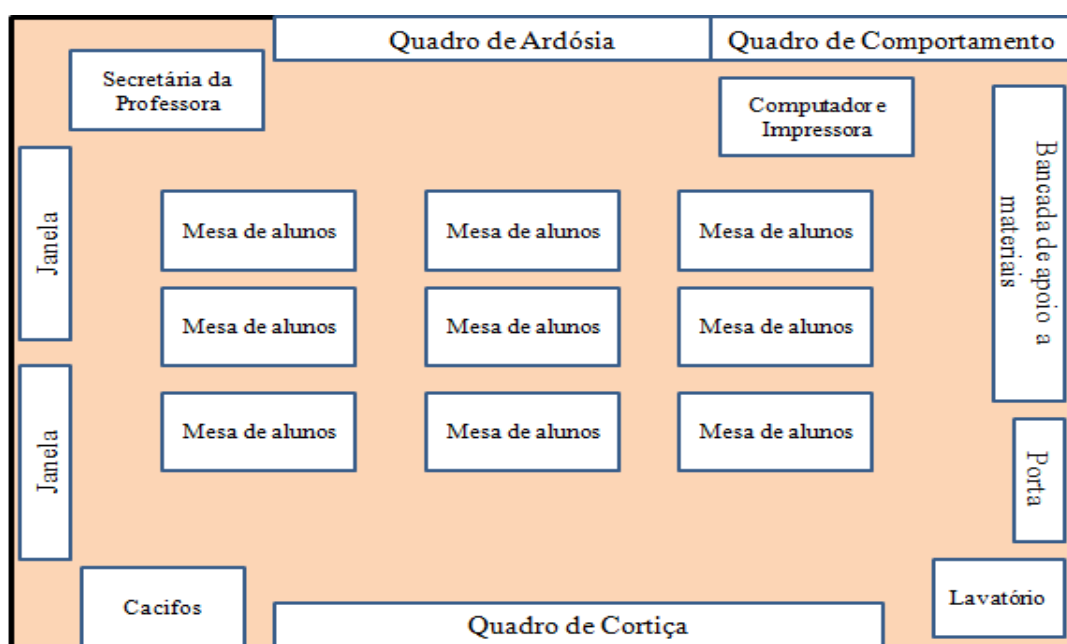 Quadro de Ardósia
Quadro de Comportamento
Secretária da
Professora
Computador e
Impressora
Bancada de apoio a
materiais
Janela
Mesa de alunos
Mesa de alunos
Mesa de alunos
Mesa de alunos
Mesa de alunos
Mesa de alunos
Janela
Mesa de alunos
Mesa de alunos
Mesa de alunos
Porta
Cacifos
Quadro de Cortiça
Lavatório